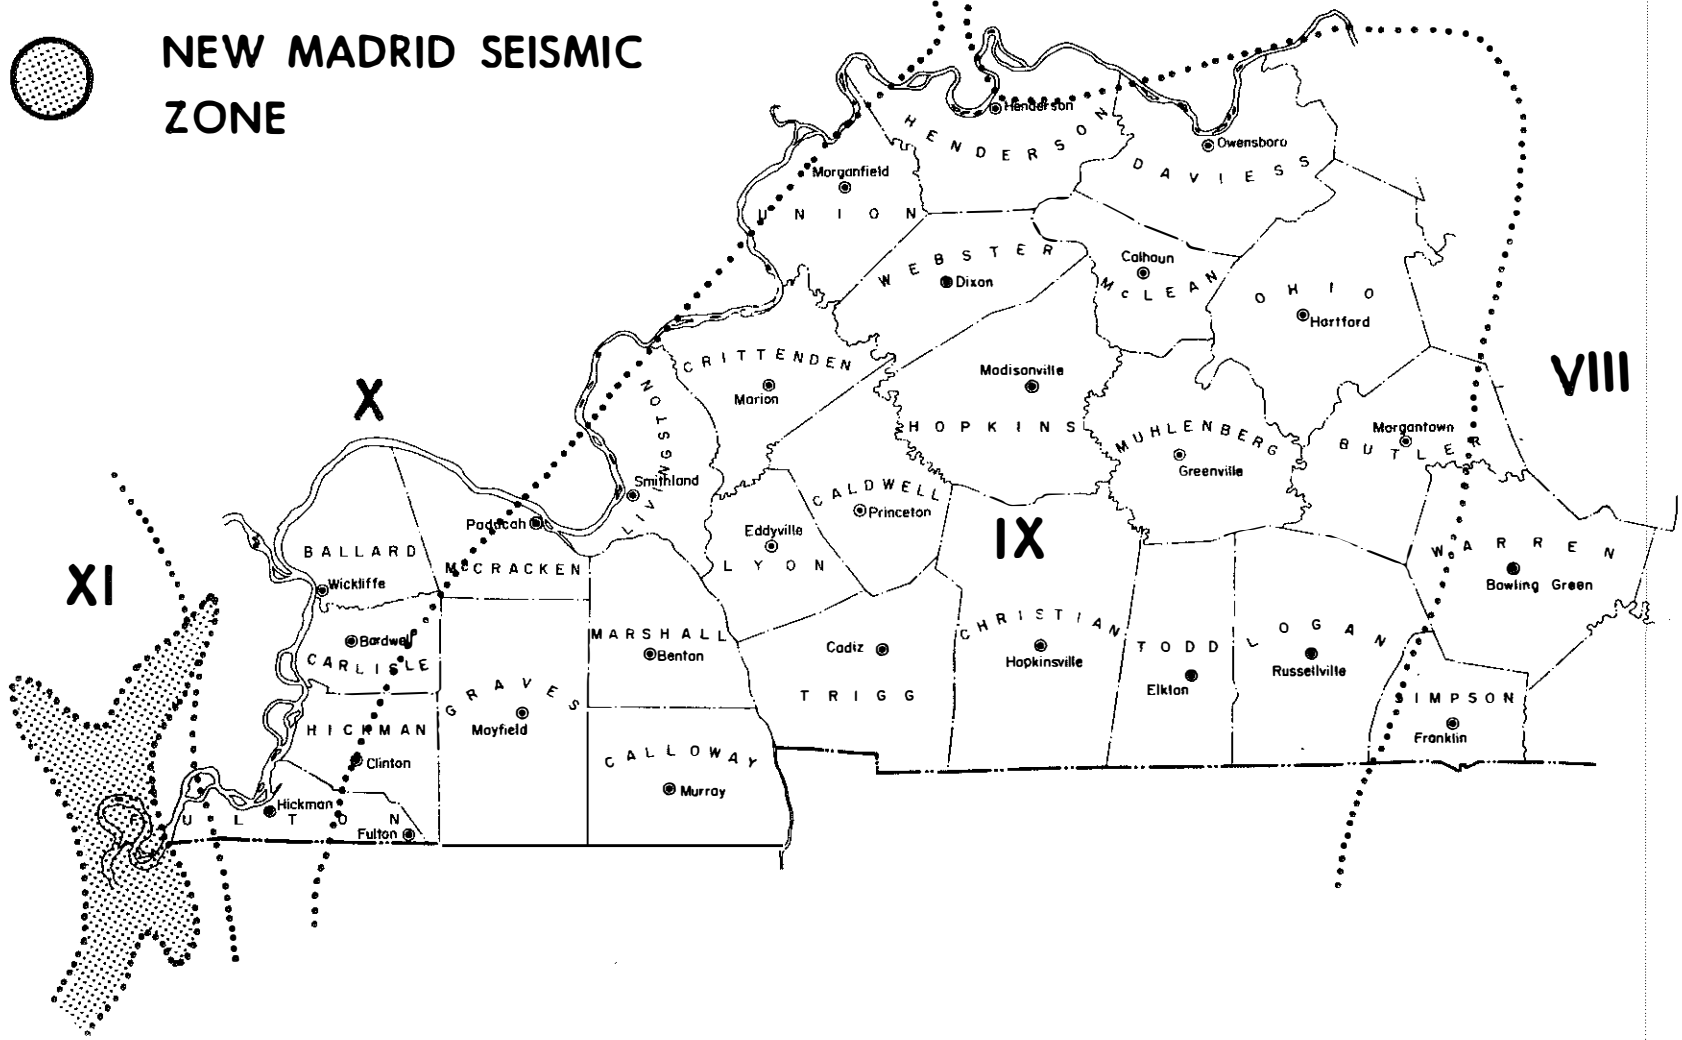 NEW MADRID SEISMIC
ZONE
Henderson
HENDERSON
Owensboro
DAVIESS
Morganfield
UNION
WEBSTER
Dixon
Calhoun
McLEAN
OHIO
Hartford
CRITTENDEN
Marion
Madisonville
HOPKINS
VIII
X
LIVINGSTON
Smithland
MUHLENBERG
Greenville
Morgantown
BUTLER
CALDWELL
Princeton
Paducah
Eddyville
LYON
IX
WARREN
Bowling Green
BALLARD
McCRACKEN
XI
Wickliffe
Bardwell
CARLISLE
MARSHALL
Benton
Cadiz
TRIGG
CHRISTIAN
Hopkinsville
TODD
Elkton
LOGAN
Russellville
SIMPSON
Franklin
GRAVES
Mayfield
HICKMAN
Clinton
CALLOWAY
Murray
Hickman
FULTON
Fulton